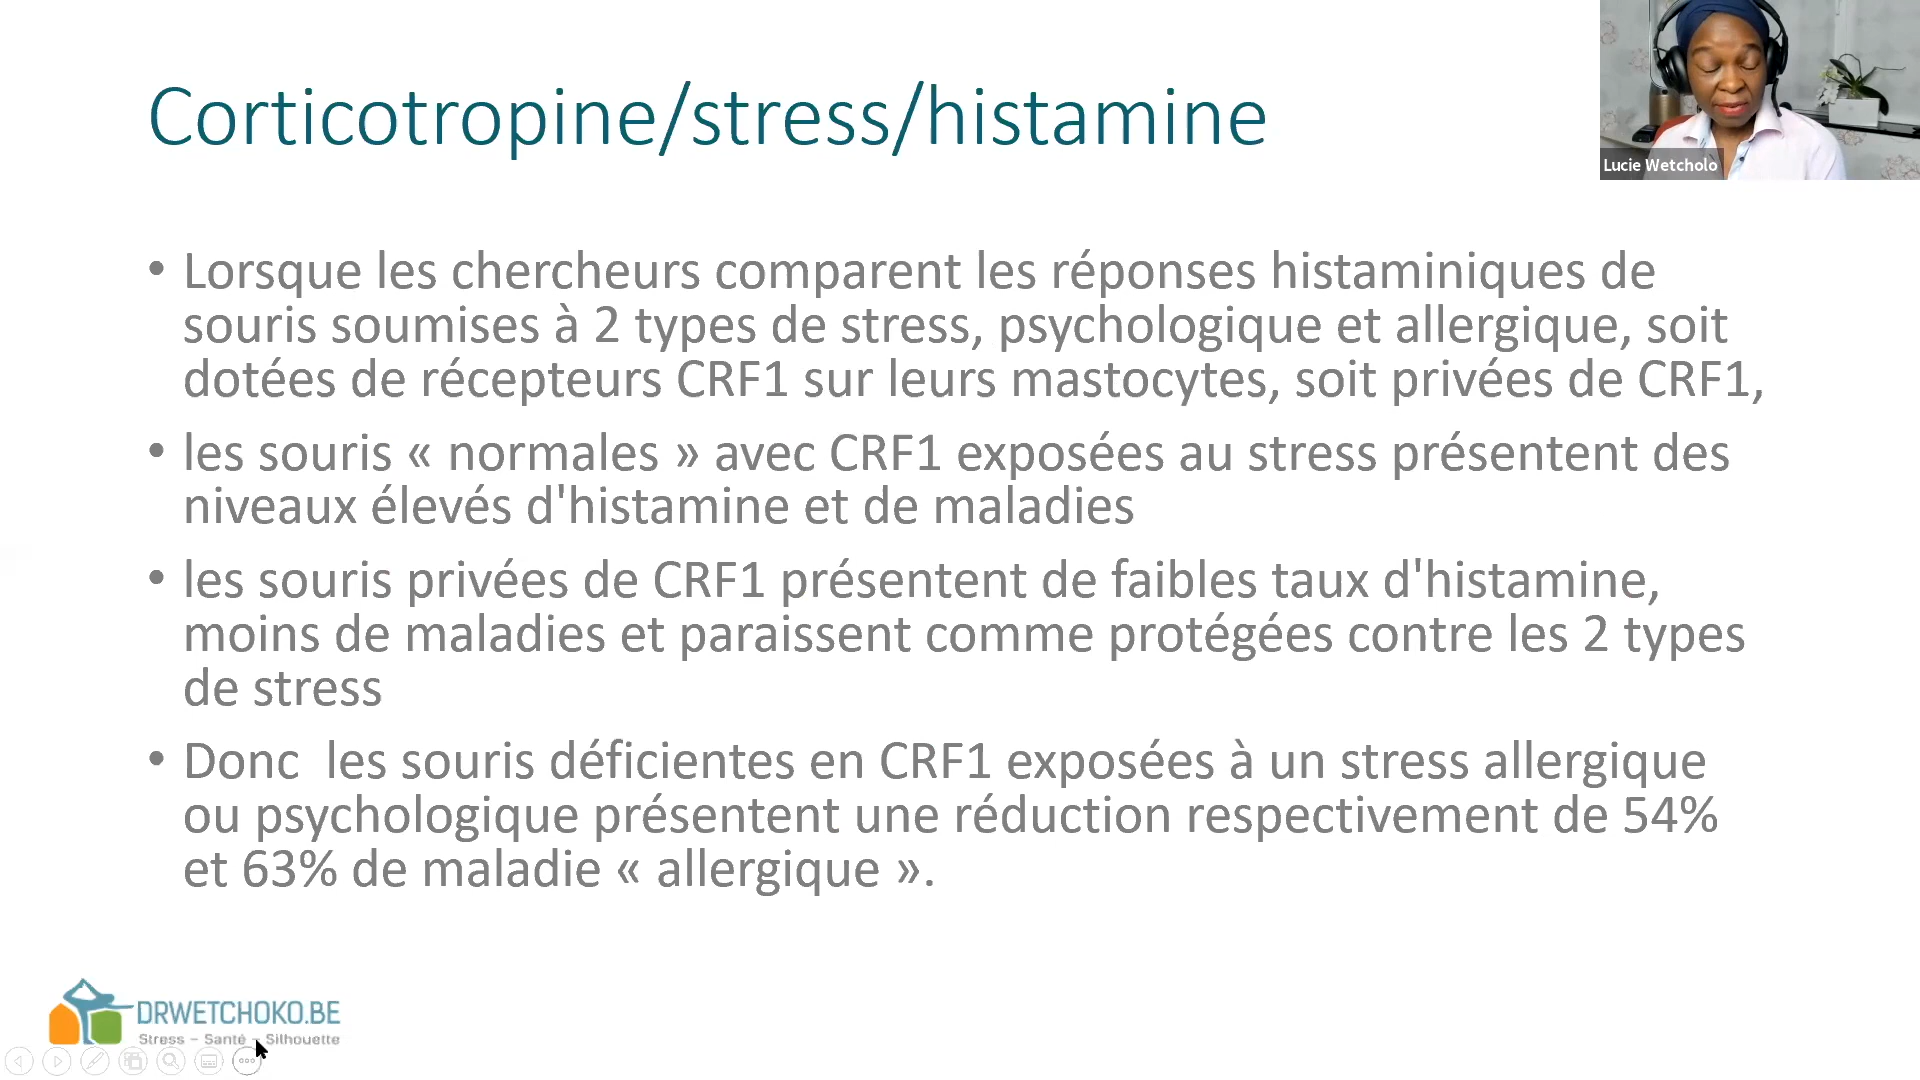 Corticotropine/stress/histamine
Lucie Wetcholo
• Lorsque les chercheurs comparent les réponses histaminiques de
souris soumises à 2 types de stress, psychologique et allergique, soit
dotées de récepteurs CRF1 sur leurs mastocytes, soit privées de CRF1,
• les souris « normales » avec CRF1 exposées au stress présentent des
niveaux élevés d'histamine et de maladies
• les souris privées de CRF1 présentent de faibles taux d'histamine,
moins de maladies et paraissent comme protégées contre les 2 types
de stress
• Donc  les souris déficientes en CRF1 exposées à un stress allergique
ou psychologique présentent une réduction respectivement de 54%
et 63% de maladie « allergique ».
DRWETCHOKO.BE
Stress – Santé – Silhouette